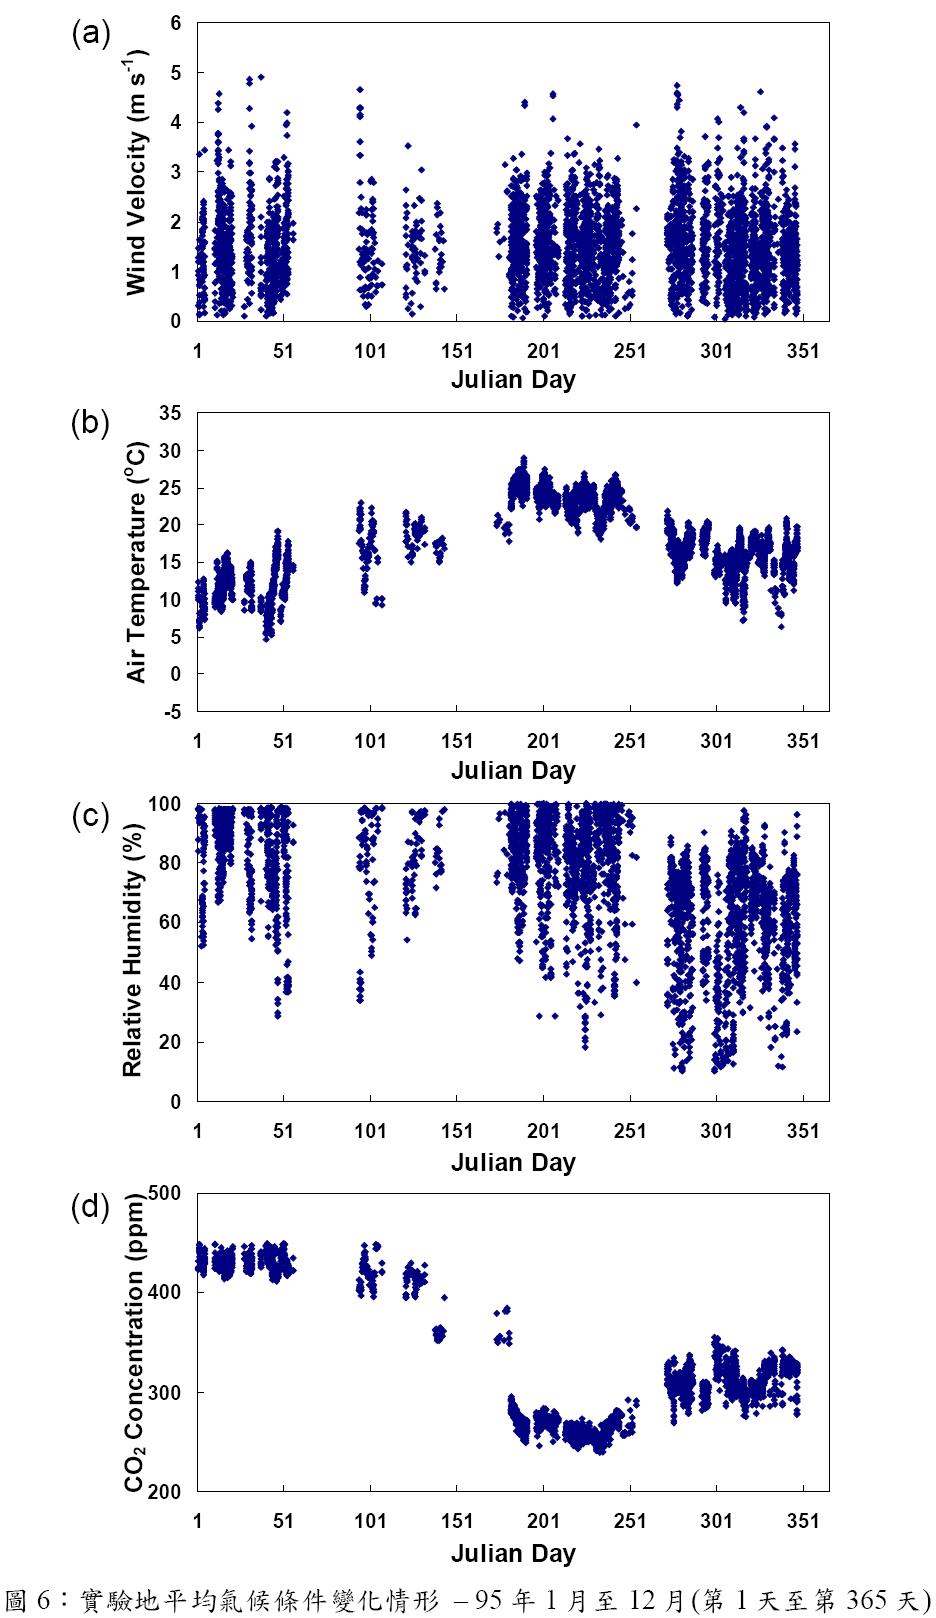 (a)
Wind Velocity (m s-1)
6
5
4
3
2
1
0
1 51 101 151 201 251 301 351
Julian Day
(b)
Air Temperature (oC)
35
30
25
20
15
10
5
0
-5
1 51 101 151 201 251 301 351
Julian Day
(c)
Relative Humidity (%)
100
80
60
40
20
0
1 51 101 151 201 251 301 351
Julian Day
(d)
CO2 Concentration (ppm)
500
400
300
200
1 51 101 151 201 251 301 351
Julian Day
圖 6：實驗地平均氣候條件變化情形 –95 年 1 月至 12 月(第 1 天至第 365 天)